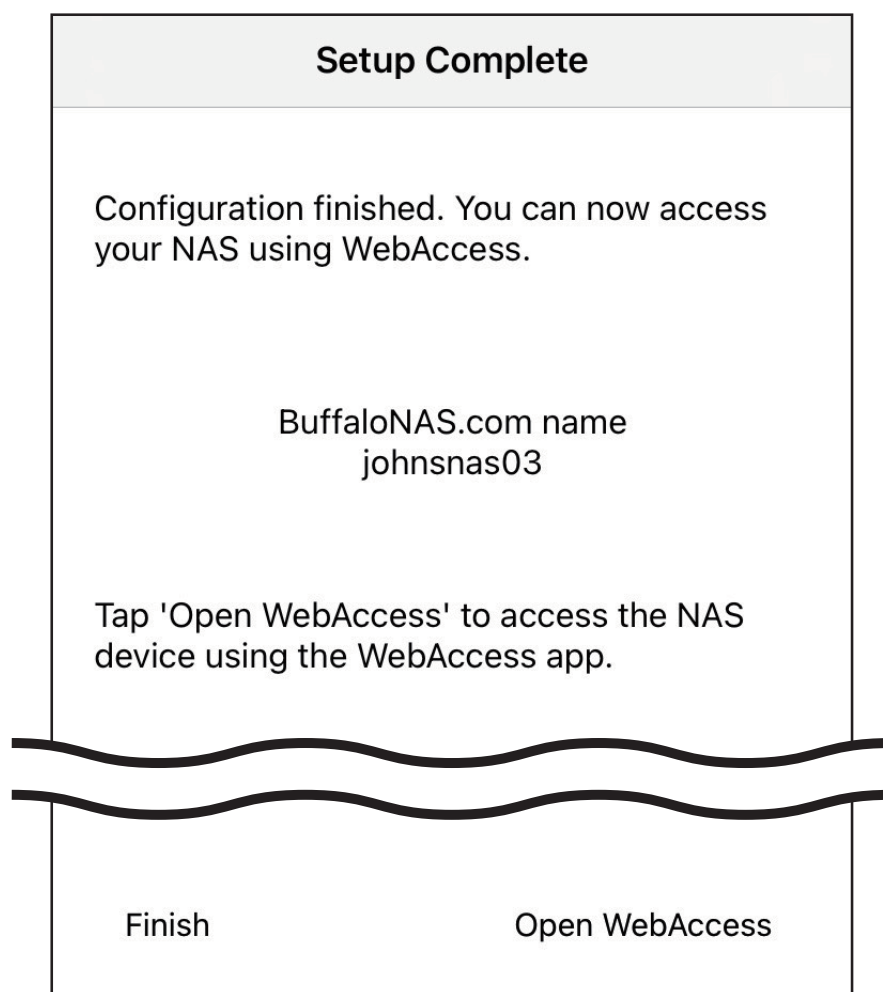 Setup Complete
Configuration finished. You can now access
your NAS using WebAccess.
BuffaloNAS.com name
johnsnas03
Tap 'Open WebAccess' to access the NAS
device using the WebAccess app.
Finish
Open WebAccess